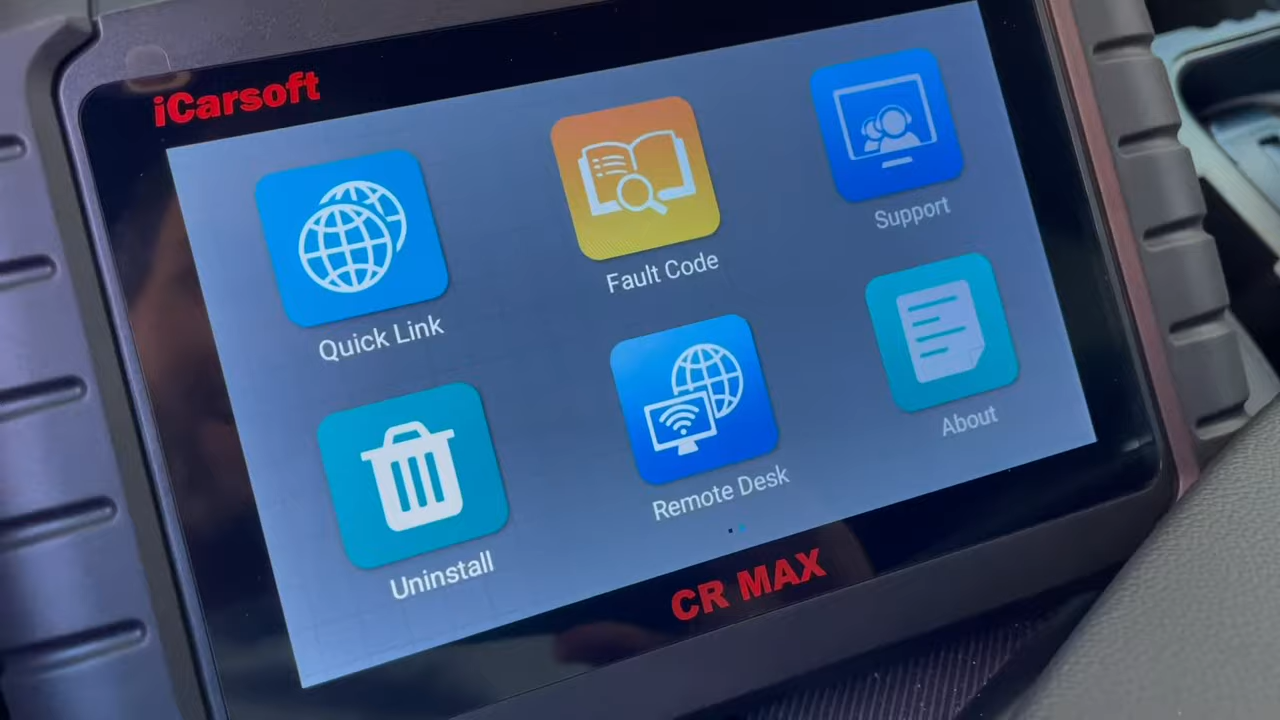 iCarsoft
Quick Link
Fault Code
Support
Uninstall
Remote Desk
About
CR MAX